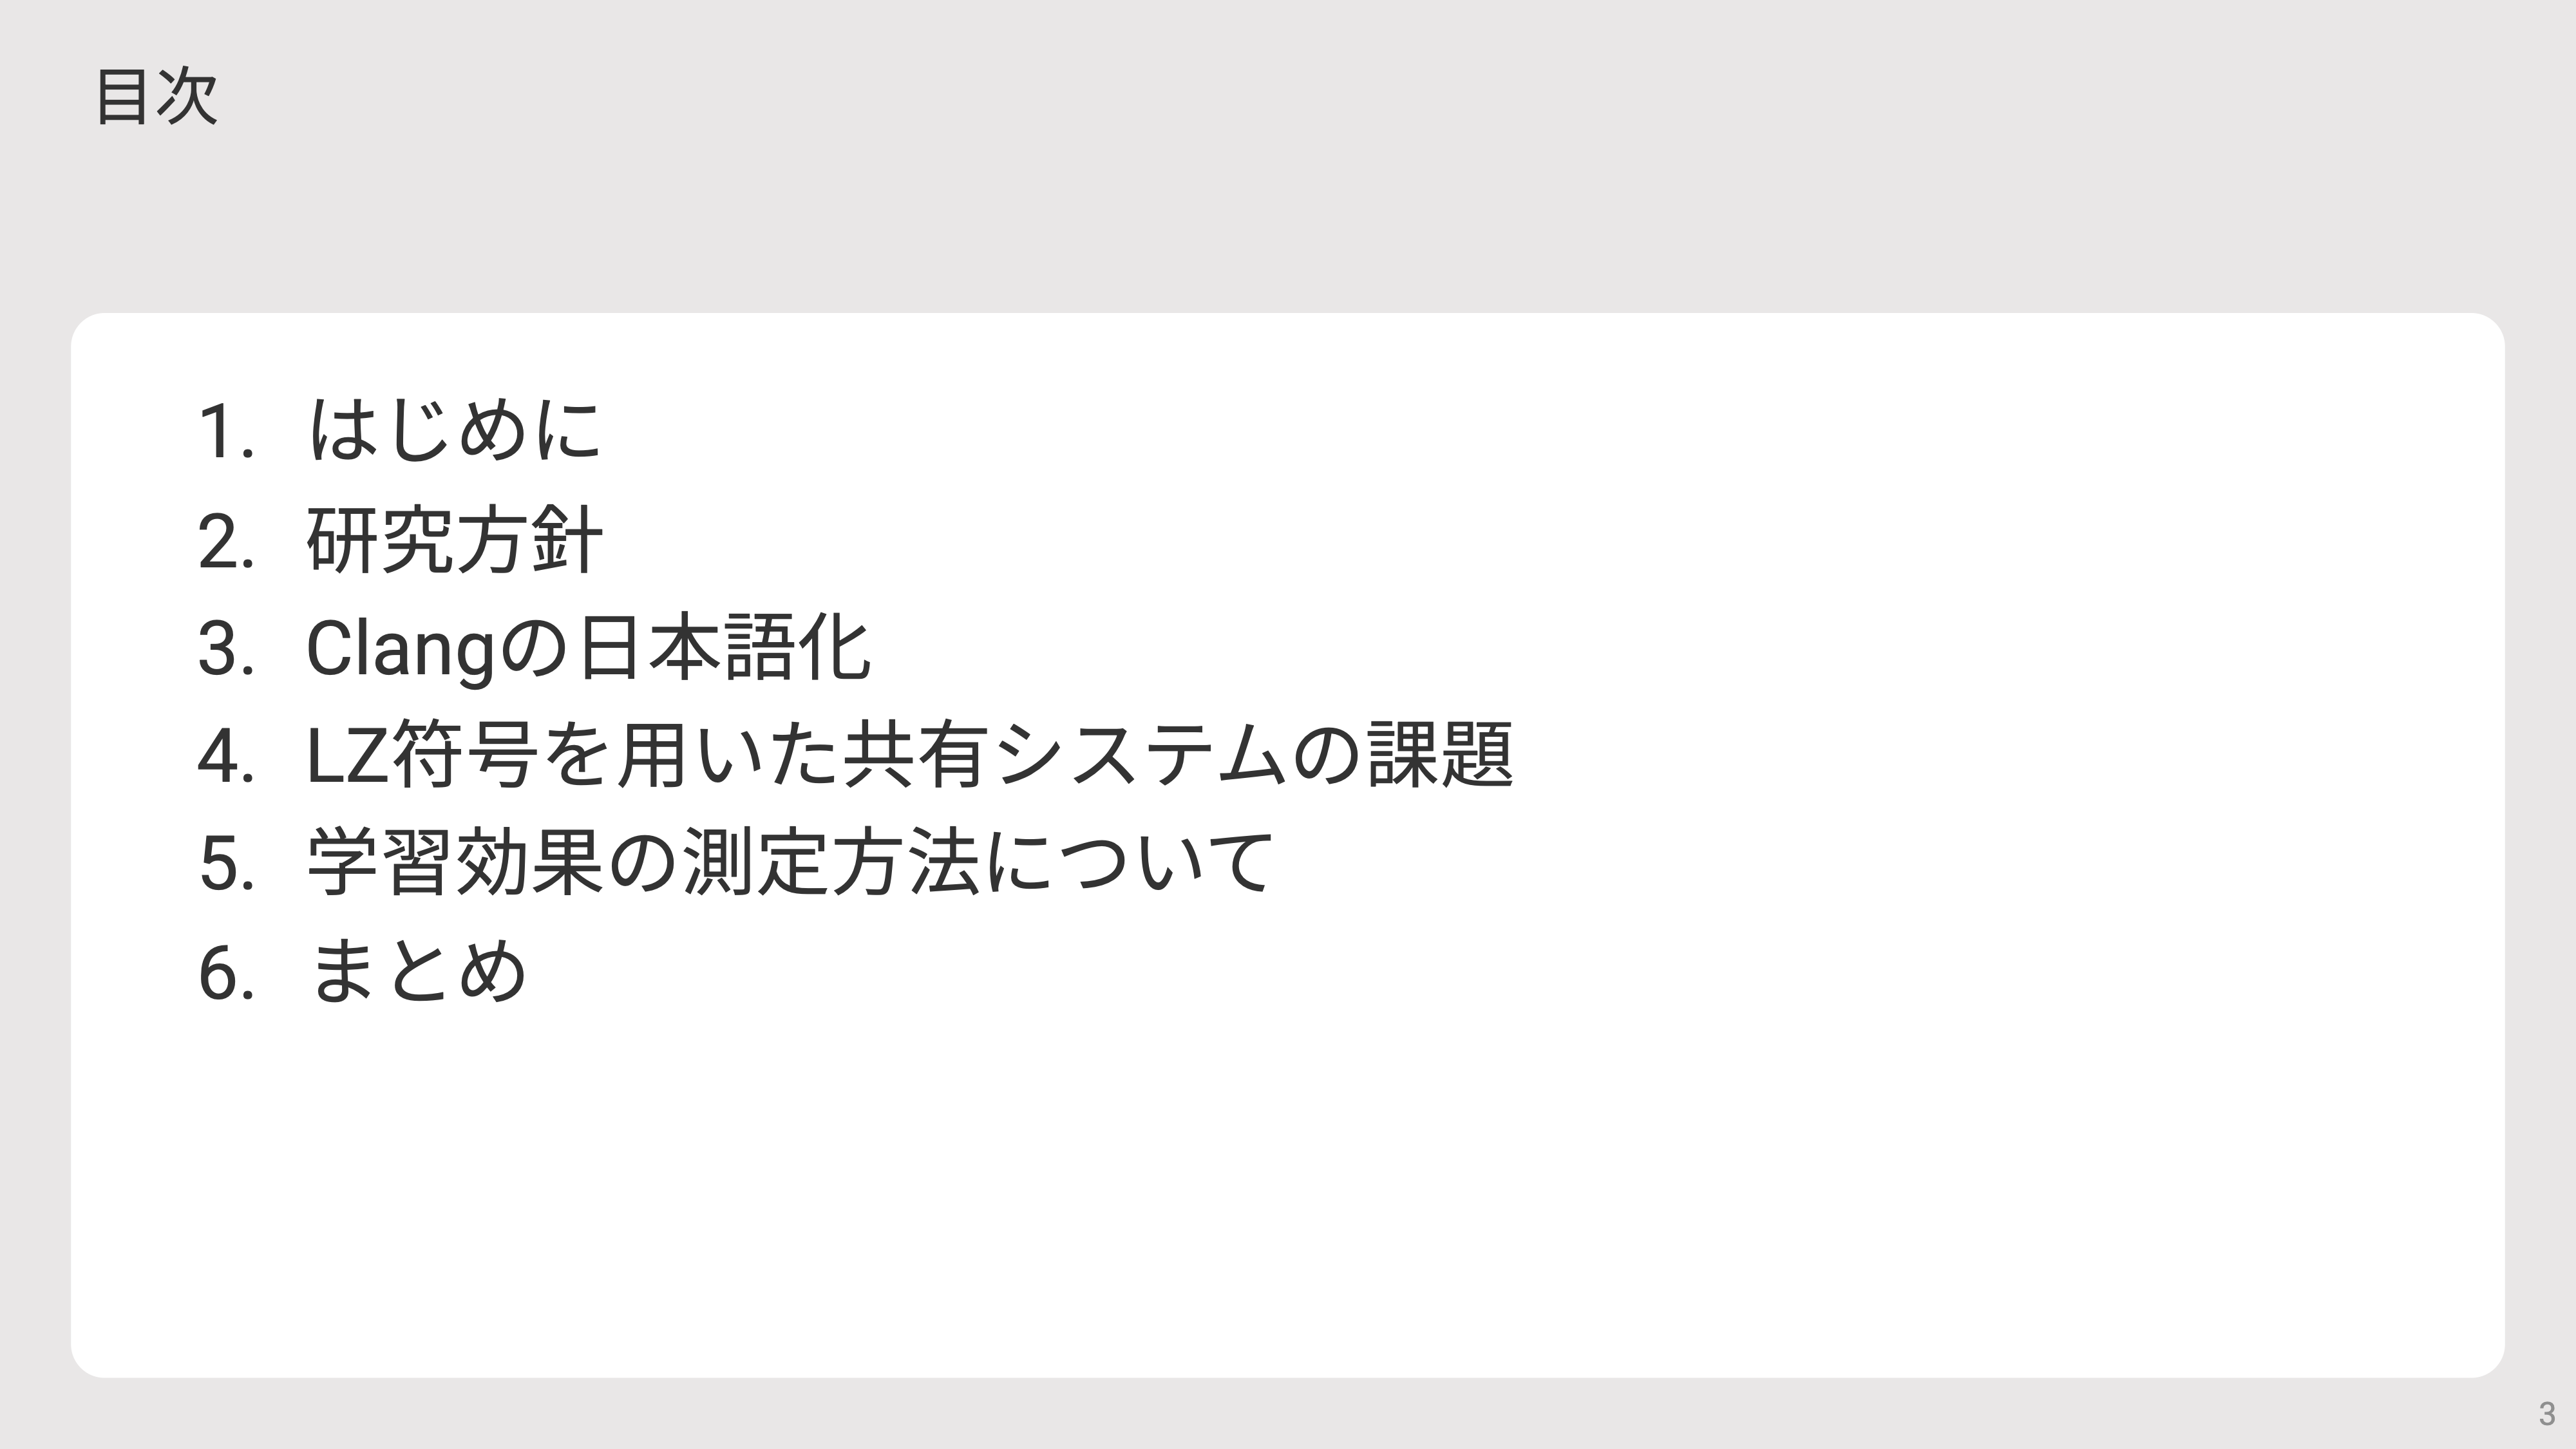 目次
1. はじめに
2. 研究方針
3. Clangの日本語化
4. LZ符号を用いた共有システムの課題
5. 学習効果の測定方法について
6. まとめ
3